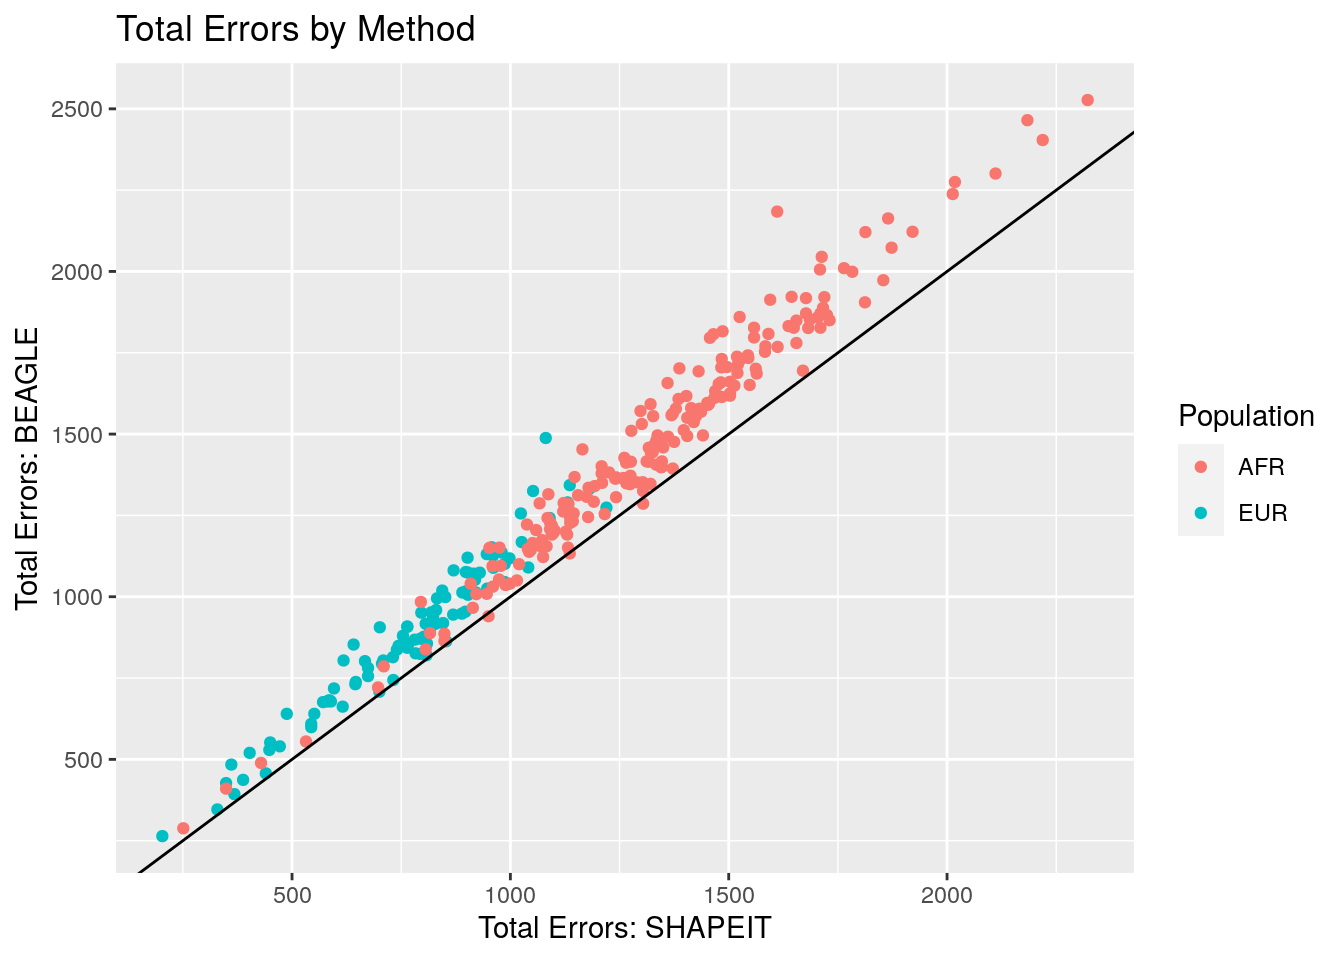 Total Errors by Method
Total Errors: BEAGLE
2500
2000
1500
1000
500
500
1000
1500
2000
Total Errors: SHAPEIT
Population
AFR
EUR